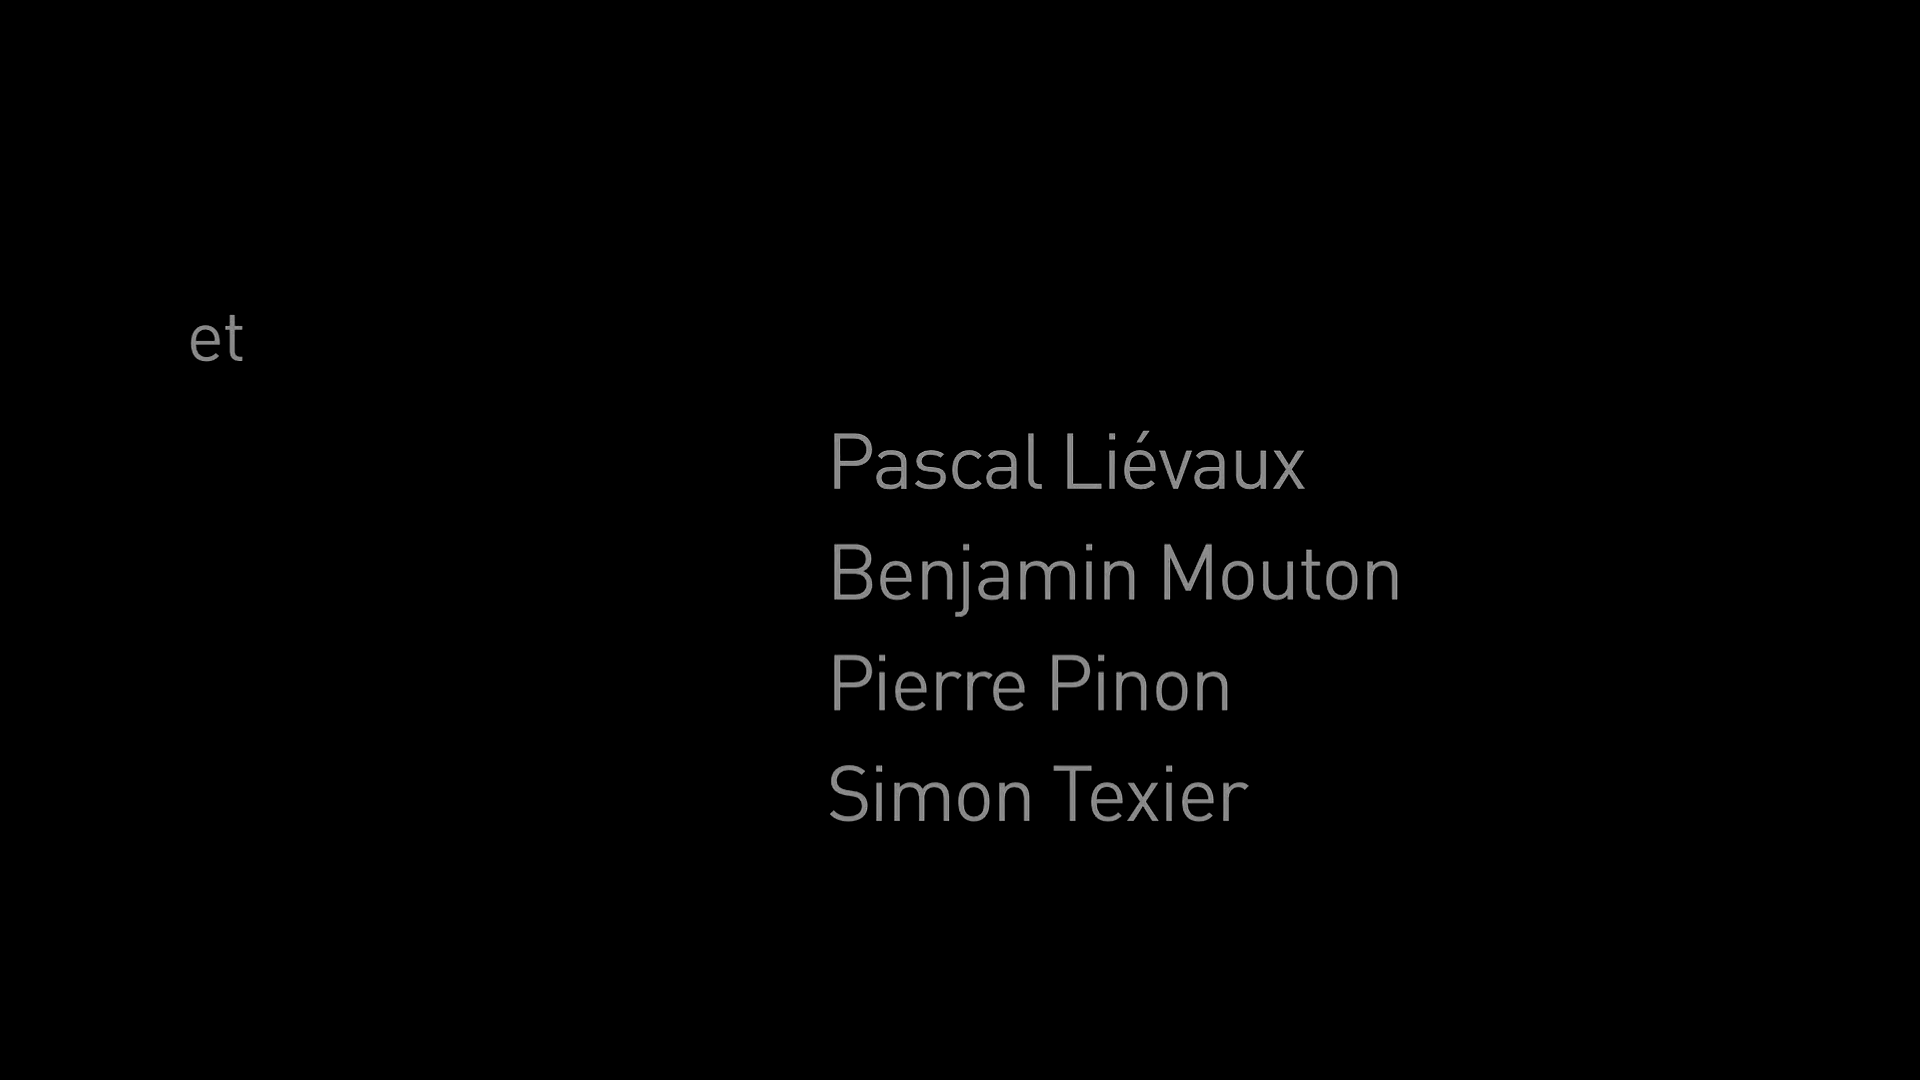 et
Pascal Liévaux
Benjamin Mouton
Pierre Pinon
Simon Texier